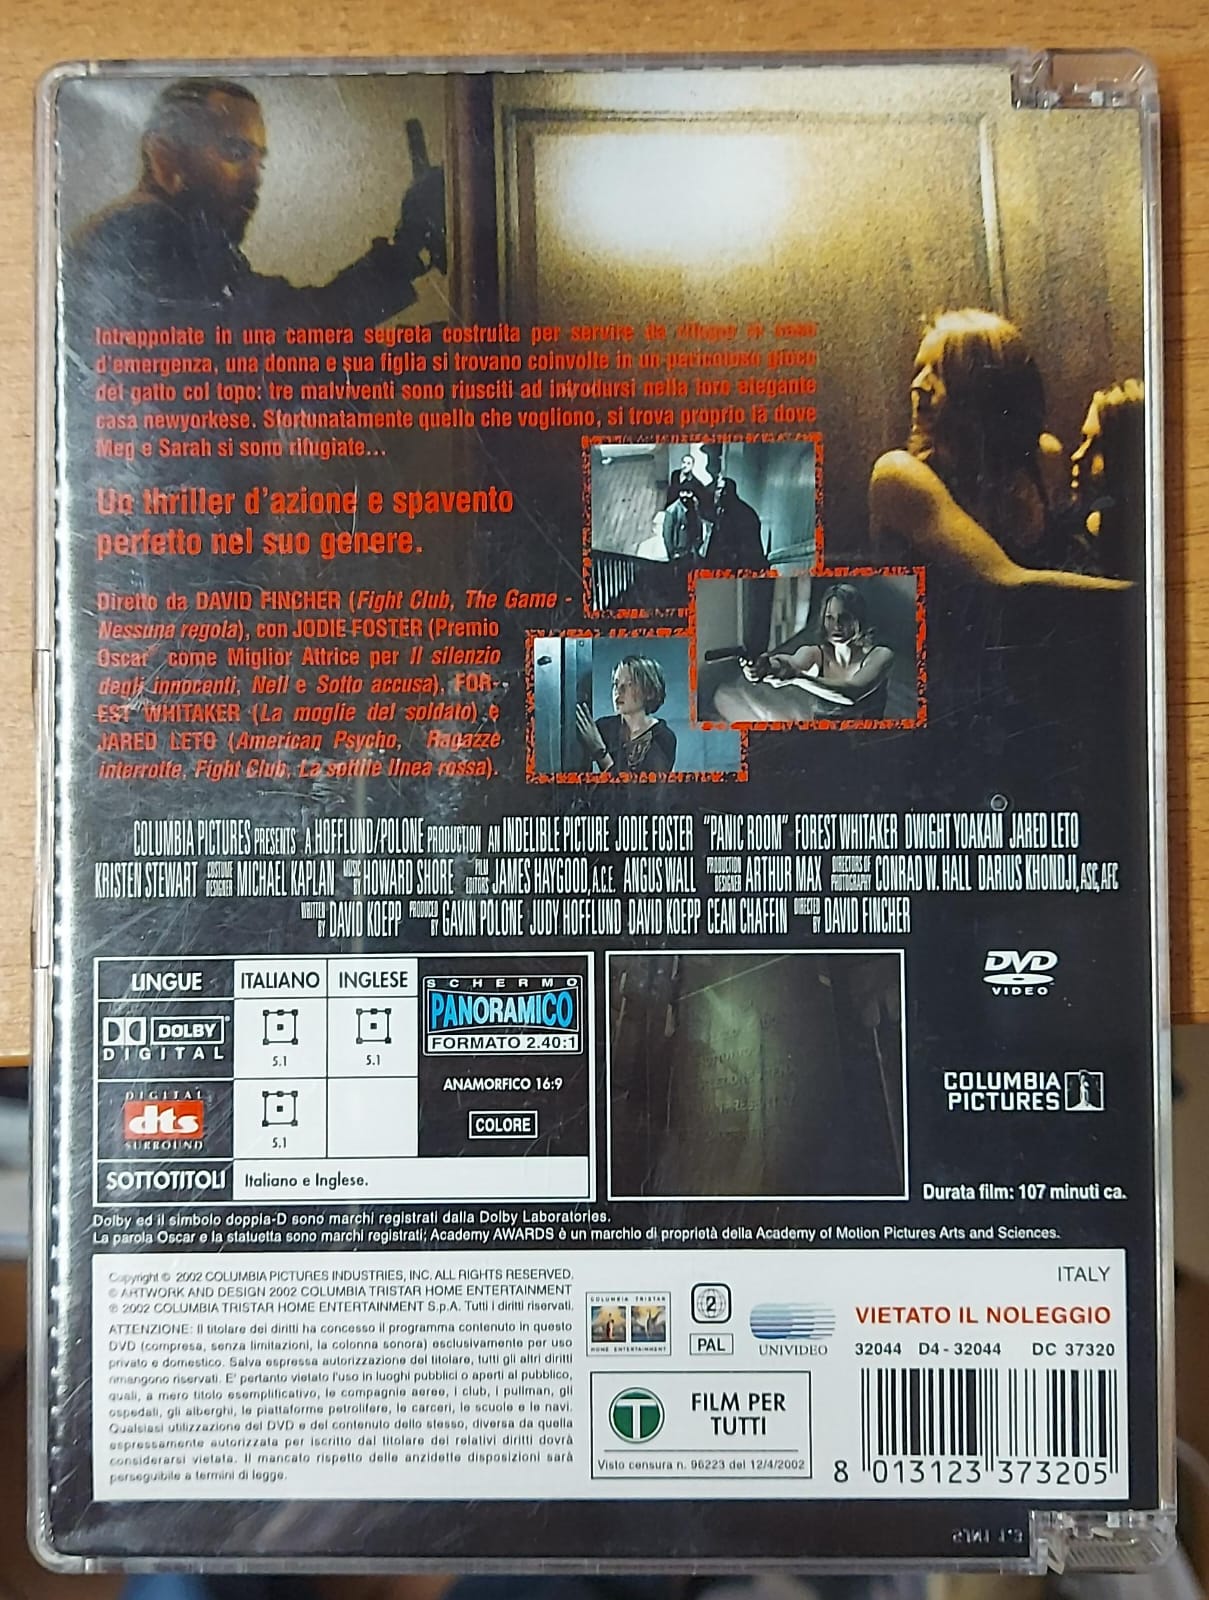 Intrappolate in una camera segreta costruita per servire da rifugio in caso
d'emergenza, una donna e sua figlia si trovano coinvolte in un pericoloso gioco
del gatto col topo: tre malviventi sono riusciti ad introdursi nella loro elegante
casa newyorkese. Sfortunatamente quello che vogliono, si trova proprio là dove
Meg e Sarah si sono rifugiate...
Un thriller d'azione e spavento
perfetto nel suo genere.
Diretto da DAVID FINCHER (Fight Club, The Game -
Nessuna regola), con JODIE FOSTER (Premio
Oscar® come Miglior Attrice per Il silenzio
degli innocenti, Nell e Sotto accusa), FOR-
EST WHITAKER (La moglie del soldato) e
JARED LETO (American Psycho, Ragazze
interrotte, Fight Club, La sottile linea rossa).
COLUMBIA PICTURES PRESENTS A HOFFLUND/POLONE PRODUCTION AN INDELIBLE PICTURE JODIE FOSTER "PANIC ROOM" FOREST WHITAKER DWIGHT YOAKAM JARED LETO
KRISTEN STEWART COSTUME DESIGNER MICHAEL KAPLAN MUSIC BY HOWARD SHORE FILM EDITORS JAMES HAYGOOD, A.C.E. ANGUS WALL PRODUCTION DESIGNER ARTHUR MAX DIRECTORS OF PHOTOGRAPHY CONRAD W. HALL DARIUS KHONDJI, ASC, AFC
WRITTEN BY DAVID KOEPP PRODUCED BY GAVIN POLONE JUDY HOFFLUND DAVID KOEPP CEAN CHAFFIN DIRECTED BY DAVID FINCHER
LINGUE ITALIANO INGLESE
DOLBY®
DIGITAL
5.1 5.1
DIGITAL
dts
SURROUND
5.1
SOTTOTITOLI Italiano e Inglese.
SCHERMO
PANORAMICO
FORMATO 2.40:1
ANAMORFICO 16:9
COLORE
DVD
VIDEO
COLUMBIA
PICTURES
Durata film: 107 minuti ca.
Dolby ed il simbolo doppia-D sono marchi registrati dalla Dolby Laboratories.
La parola Oscar e la statuetta sono marchi registrati; Academy AWARDS è un marchio di proprietà della Academy of Motion Pictures Arts and Sciences.
Copyright © 2002 COLUMBIA PICTURES INDUSTRIES, INC. ALL RIGHTS RESERVED.
© ARTWORK AND DESIGN 2002 COLUMBIA TRISTAR HOME ENTERTAINMENT
℗ 2002 COLUMBIA TRISTAR HOME ENTERTAINMENT S.p.A. Tutti i diritti riservati.
ATTENZIONE: Il titolare dei diritti ha concesso il programma contenuto in questo
DVD (compresa, senza limitazioni, la colonna sonora) esclusivamente per uso
privato e domestico. Salva espressa autorizzazione del titolare, tutti gli altri diritti
rimangono riservati. E' pertanto vietato l'uso in luoghi pubblici o aperti al pubblico,
quali, a mero titolo esemplificativo, le compagnie aeree, i club, i pullman, gli
ospedali, gli alberghi, le piattaforme petrolifere, le carceri, le scuole e le navi.
Qualsiasi utilizzazione del DVD e del contenuto dello stesso, diversa da quella
espressamente autorizzata per iscritto dal titolare dei relativi diritti dovrà
considerarsi vietata. Il mancato rispetto delle anzidette disposizioni sarà
perseguibile a termini di legge.
COLUMBIA TRISTAR
HOME ENTERTAINMENT
2
PAL
UNIVIDEO
T
FILM PER
TUTTI
Visto censura n. 96223 del 12/4/2002
ITALY
VIETATO IL NOLEGGIO
32044 D4 - 32044 DC 37320
8 013123 373205